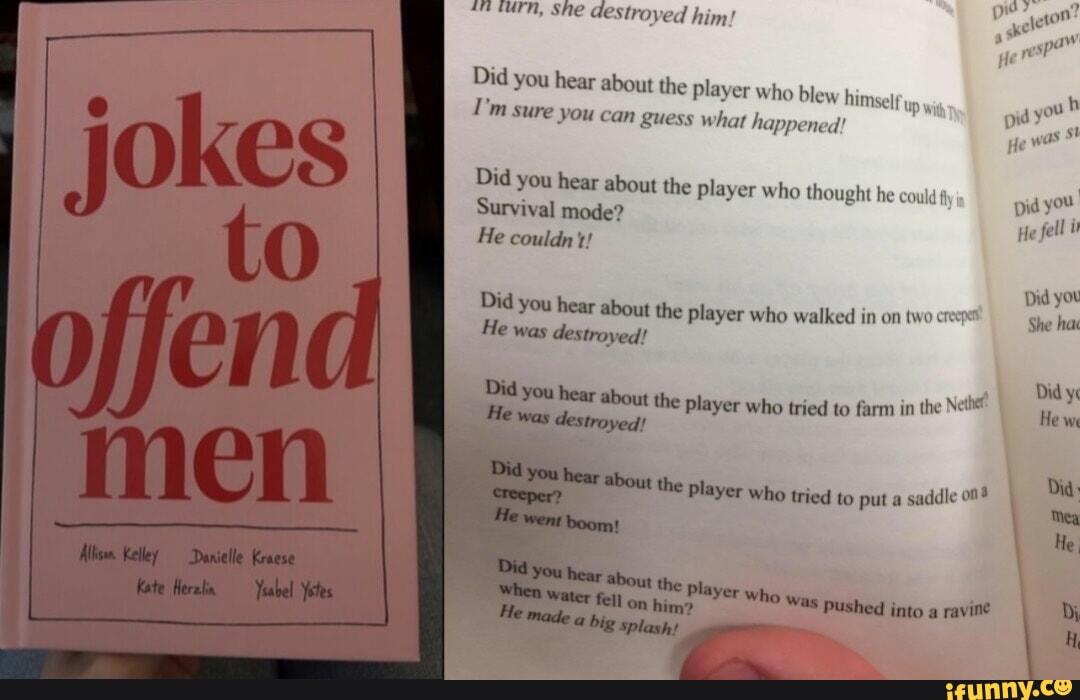 jokes
to
offend
men
Allison Kelley Danielle Kraese
Kate Herzlin Ysabel Yates
In turn, she destroyed him!
Did you hear about the player who blew himself up with TNT
I'm sure you can guess what happened!
Did you hear about the player who thought he could fly in
Survival mode?
He couldn't!
Did you hear about the player who walked in on two creepers?
He was destroyed!
Did you hear about the player who tried to farm in the Nether?
He was destroyed!
Did you hear about the player who tried to put a saddle on a
creeper?
He went boom!
Did you hear about the player who was pushed into a ravine
when water fell on him?
He made a big splash!
Did
a skeleton?
He
Did you
He was
Did you
He fell
Did you
She
Did
He
Did
He
ifunny.co